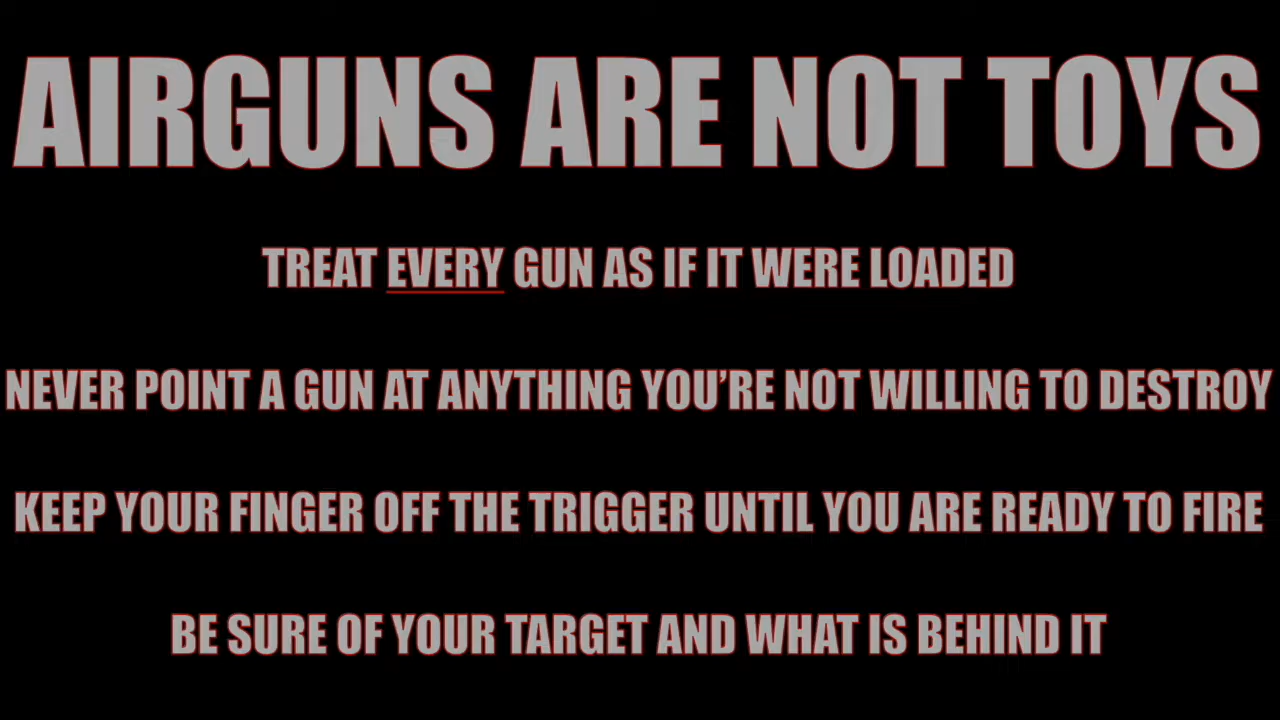 AIRGUNS ARE NOT TOYS
TREAT EVERY GUN AS IF IT WERE LOADED
NEVER POINT A GUN AT ANYTHING YOU’RE NOT WILLING TO DESTROY
KEEP YOUR FINGER OFF THE TRIGGER UNTIL YOU ARE READY TO FIRE
BE SURE OF YOUR TARGET AND WHAT IS BEHIND IT